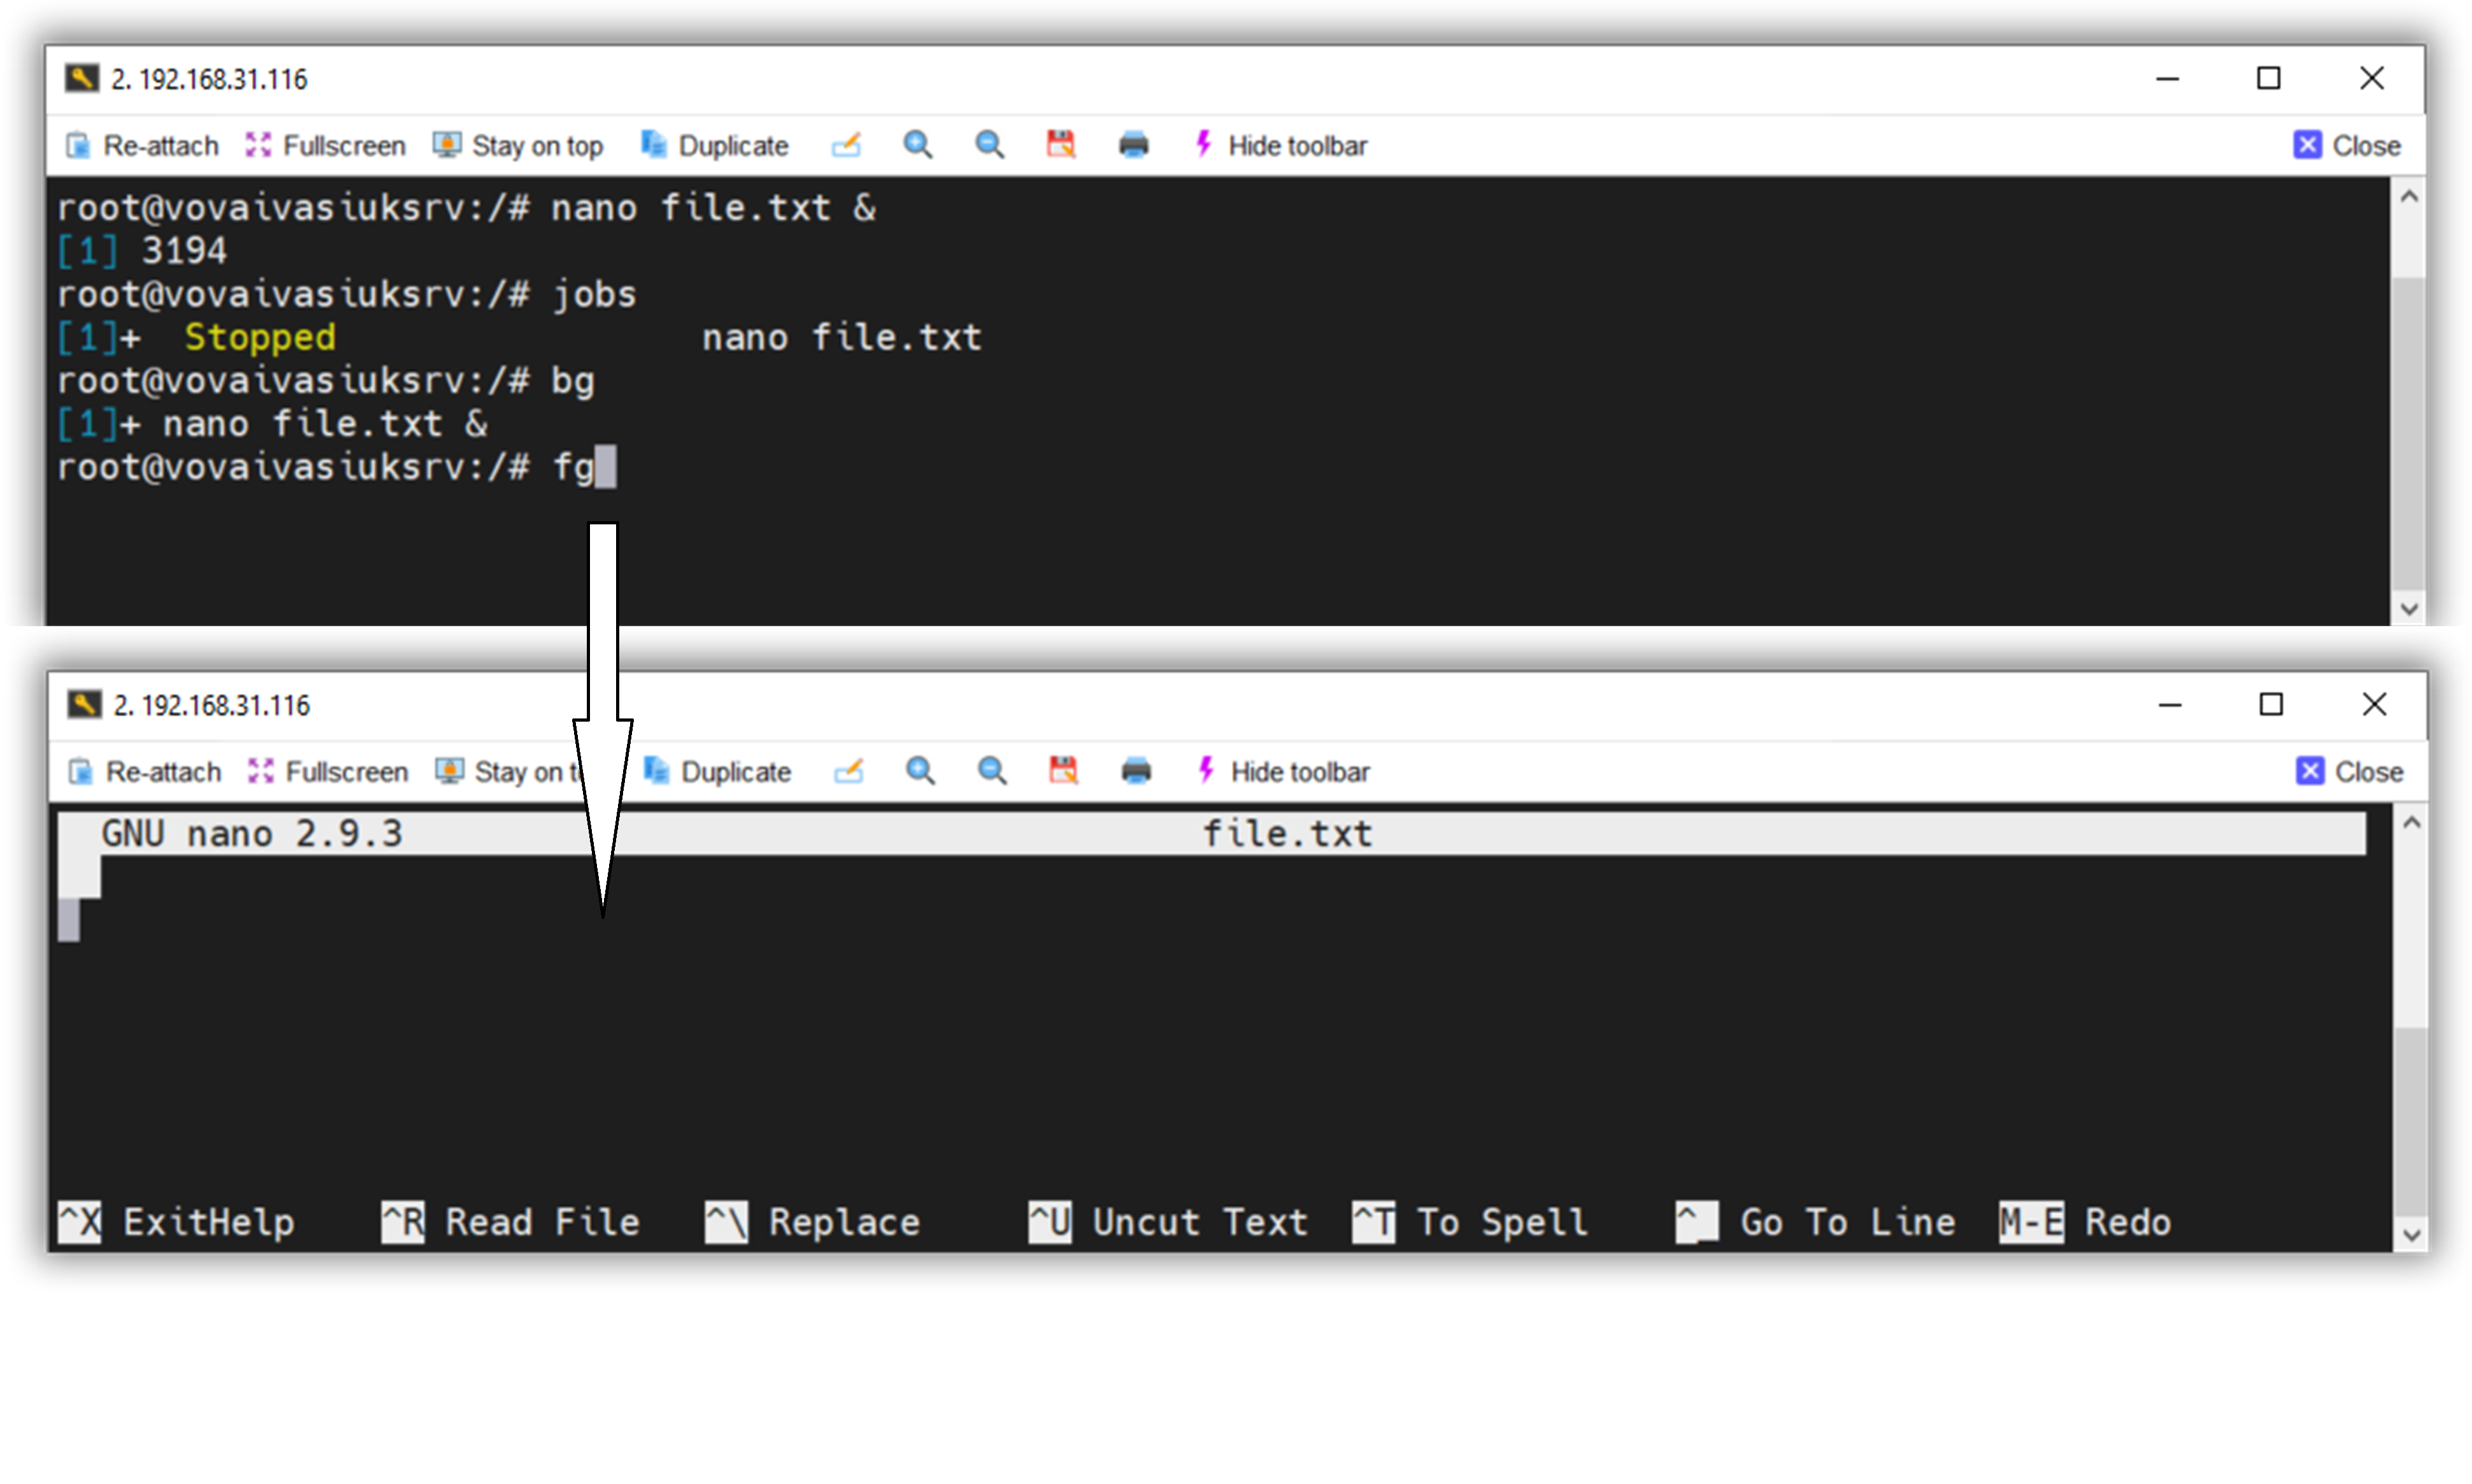 2. 192.168.31.116
Re-attach Fullscreen Stay on top Duplicate Hide toolbar Close
root@vovaivasiuksrv:/# nano file.txt &
[1] 3194
root@vovaivasiuksrv:/# jobs
[1]+  Stopped                 nano file.txt
root@vovaivasiuksrv:/# bg
[1]+ nano file.txt &
root@vovaivasiuksrv:/# fg
2. 192.168.31.116
Re-attach Fullscreen Stay on Duplicate Hide toolbar Close
GNU nano 2.9.3 file.txt
^X ExitHelp ^R Read File ^\ Replace ^U Uncut Text ^T To Spell ^_ Go To Line M-E Redo